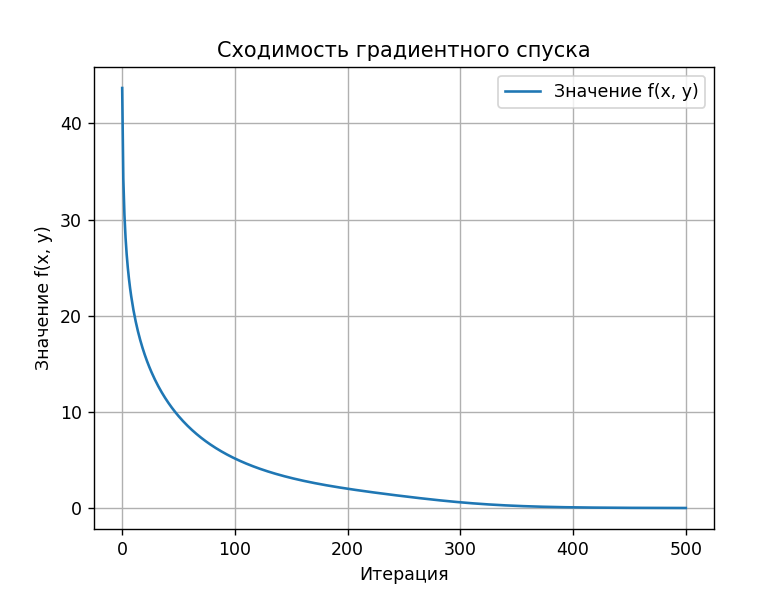 Сходимость градиентного спуска
Значение f(x, y)
40
30
20
10
0
Значение f(x, y)
0 100 200 300 400 500
Итерация